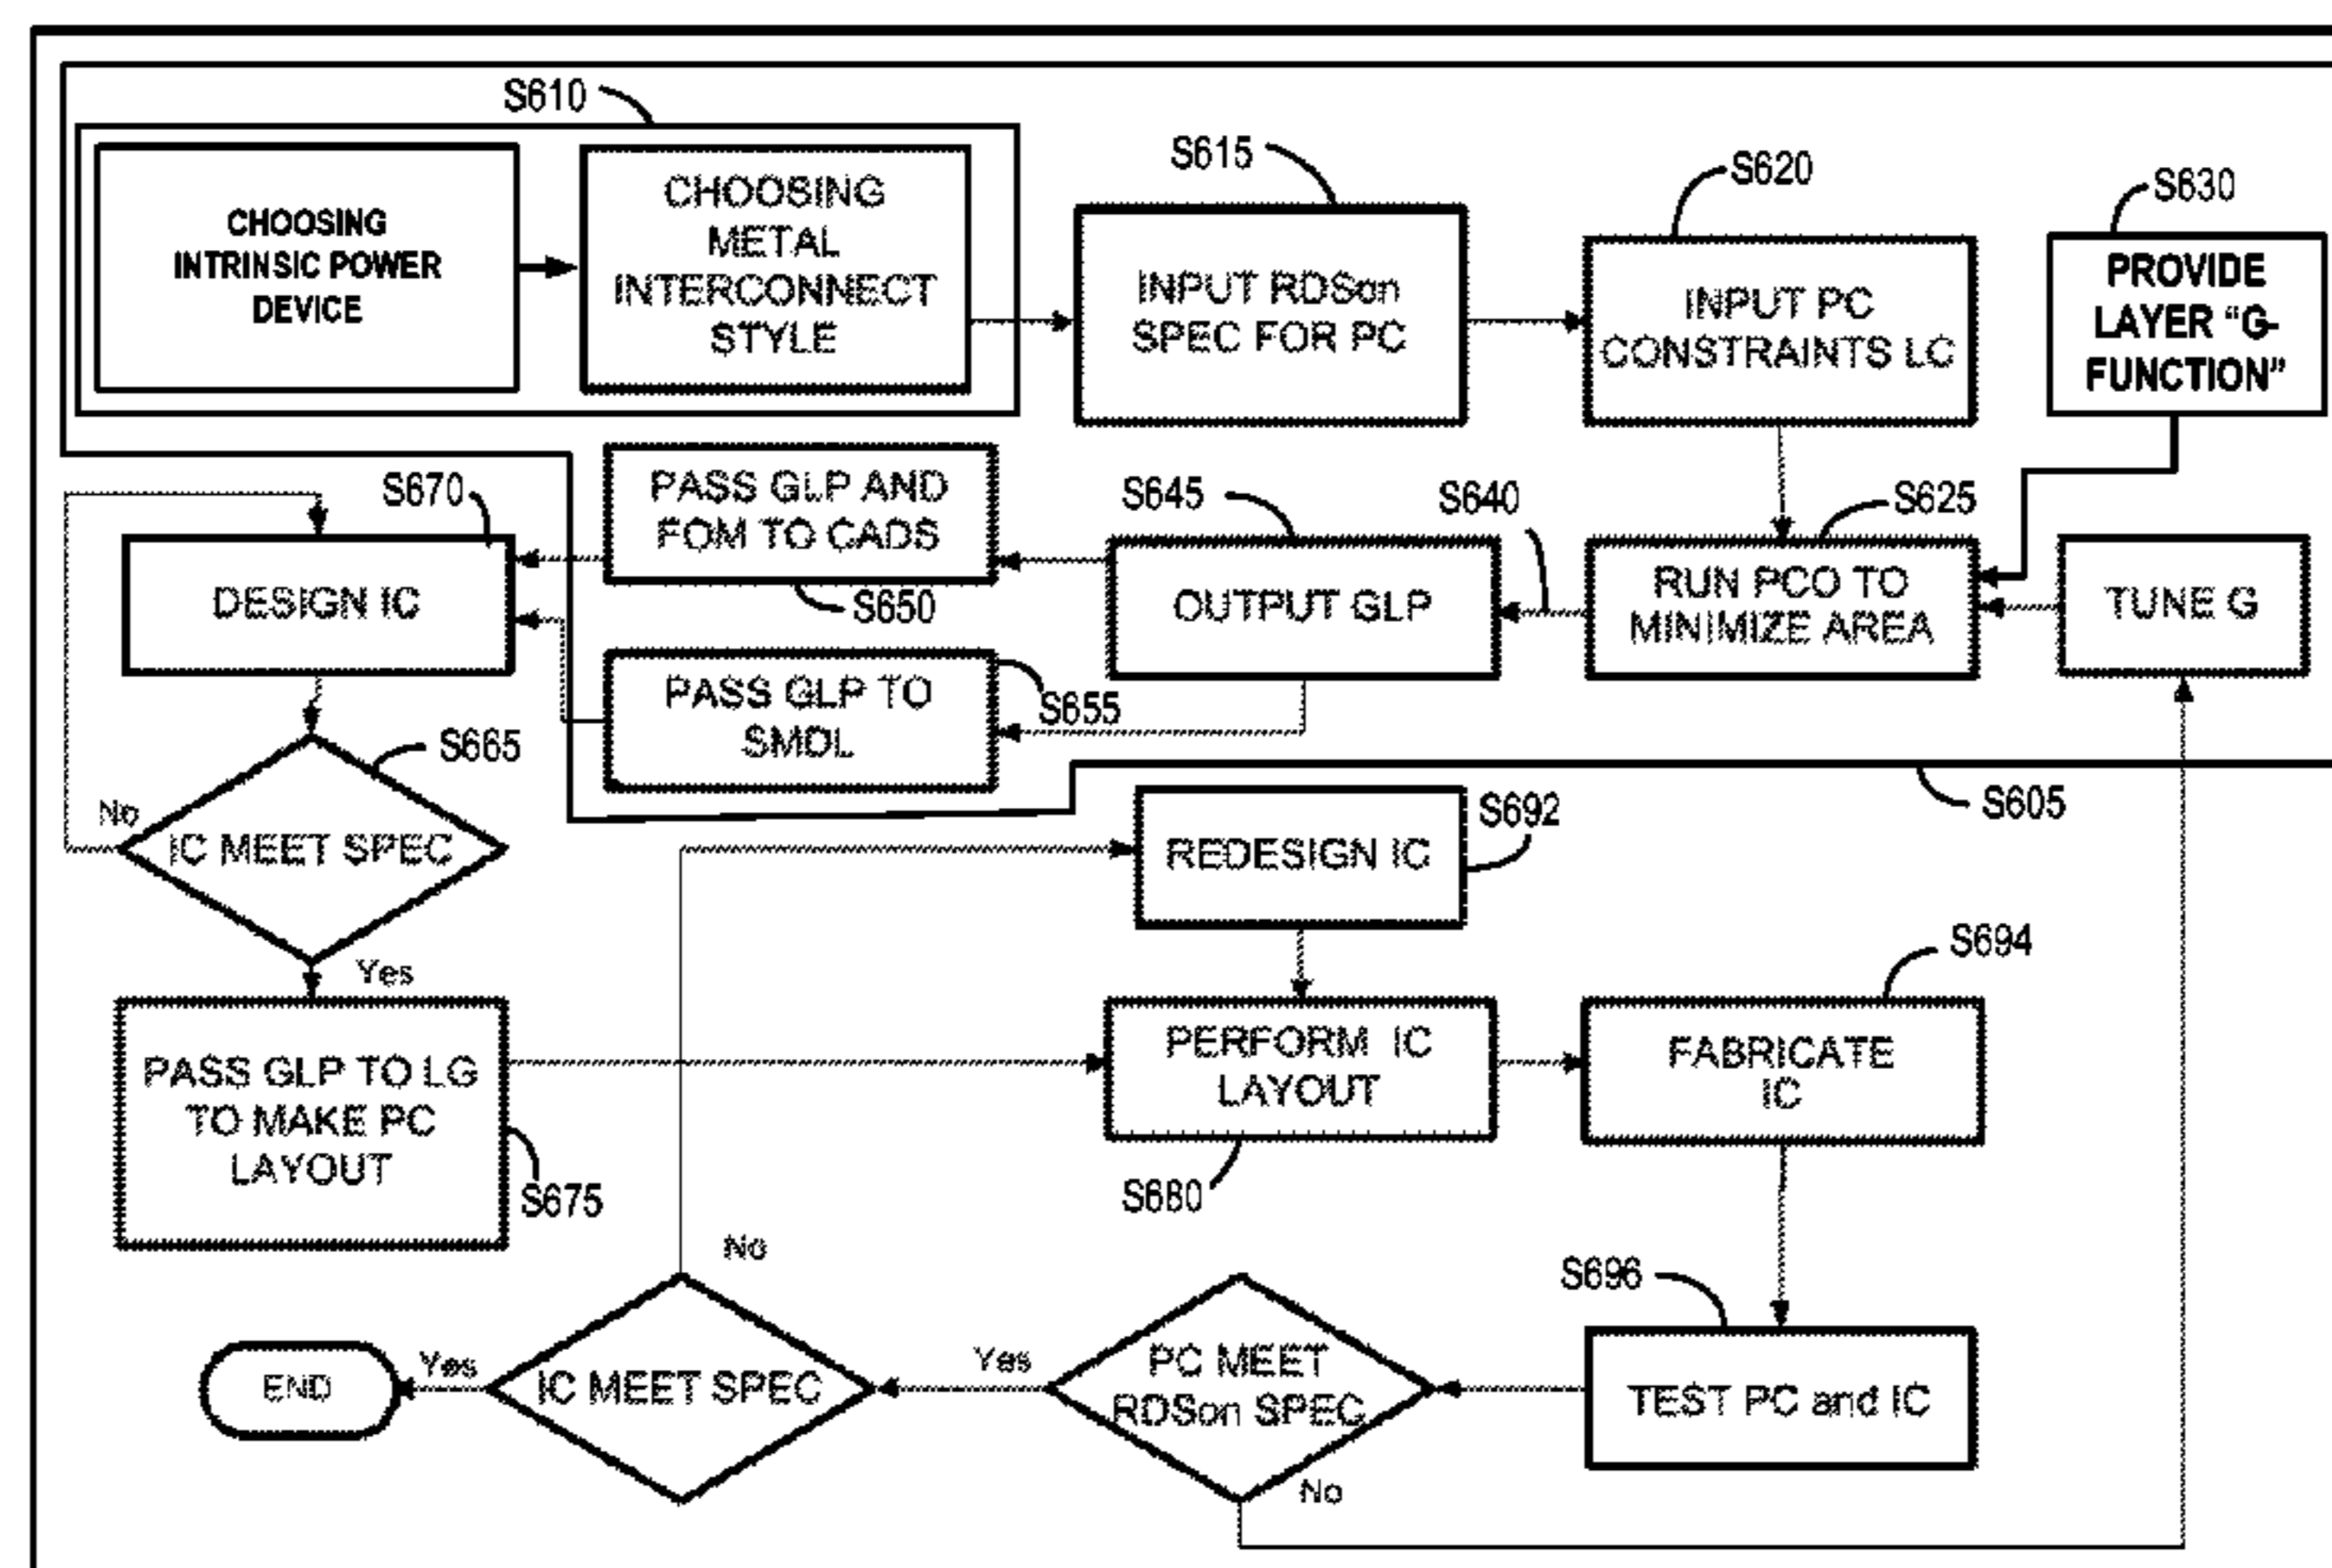 S610
CHOOSING
INTRINSIC POWER
DEVICE
CHOOSING
METAL
INTERCONNECT
STYLE
S615
INPUT RDSon
SPEC FOR PC
S620
INPUT PC
CONSTRAINTS LC
S630
PROVIDE
LAYER “G-
FUNCTION”
S670
DESIGN IC
PASS GLP AND
FOM TO CADS
S650
S645
OUTPUT GLP
S640
S625
RUN PCO TO
MINIMIZE AREA
TUNE G
PASS GLP TO
SMDL
S655
S665
No
IC MEET SPEC
Yes
S605
REDESIGN IC
S692
PASS GLP TO LG
TO MAKE PC
LAYOUT
S675
PERFORM IC
LAYOUT
S680
S694
FABRICATE
IC
S696
TEST PC and IC
PC MEET
RDSon SPEC
Yes
No
IC MEET SPEC
No
Yes
END